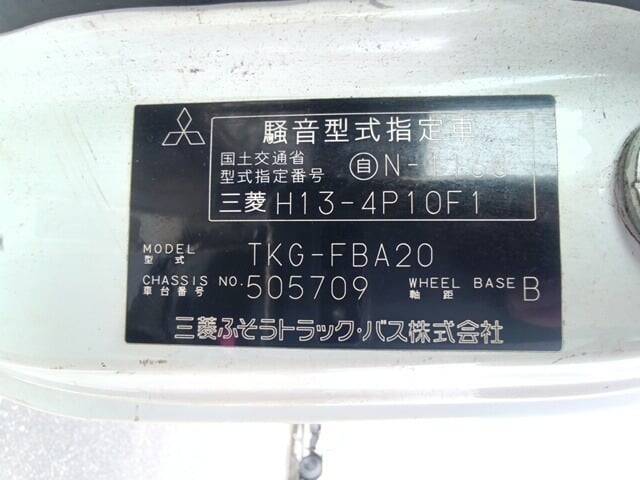 騒音型式指定車
国土交通省
型式指定番号 自N-
三菱 H13-4P10F1
MODEL 型式 TKG-FBA20
CHASSIS NO. 車台番号 505709 WHEEL BASE 軸距 B
三菱ふそうトラック・バス株式会社